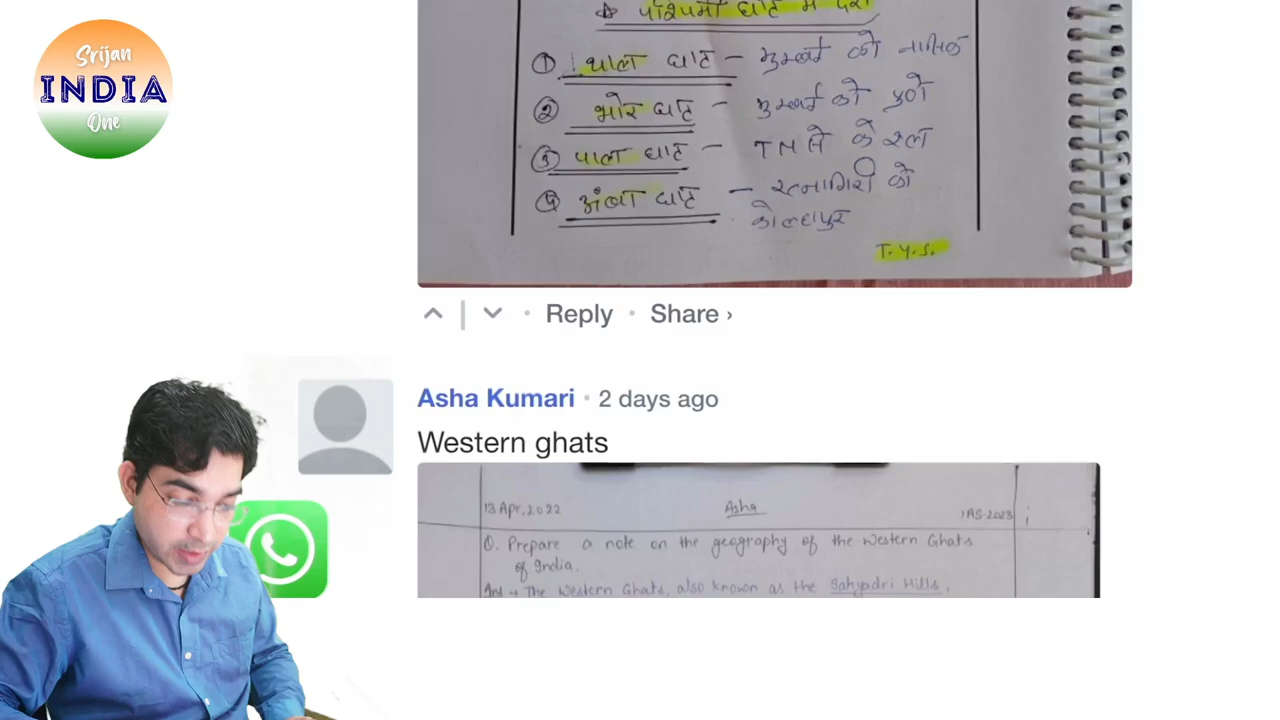 Srijan
INDIA
One
पश्चिमी घाट में दर्रा
① थाल घाट – मुम्बई को नासिक
② भोर घाट – मुम्बई को पुणे
③ पाल घाट – TN से केरल
④ अंबा घाट – रत्नागिरी को
कोल्हापुर
T.Y.S.
Reply • Share ›
Asha Kumari • 2 days ago
Western ghats
13 Apr, 2022 Asha IAS-2023
Q. Prepare a note on the geography of the Western Ghats
of India.
Ans → The Western Ghats, also known as the Sahyadri Hills,